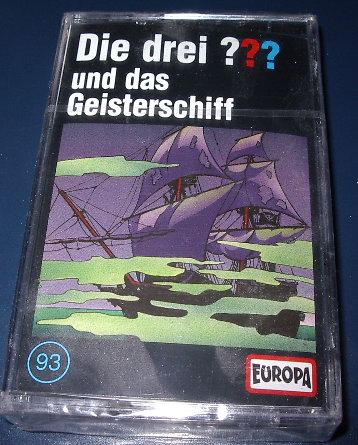 Die drei ???
und das
Geisterschiff
93
EUROPA